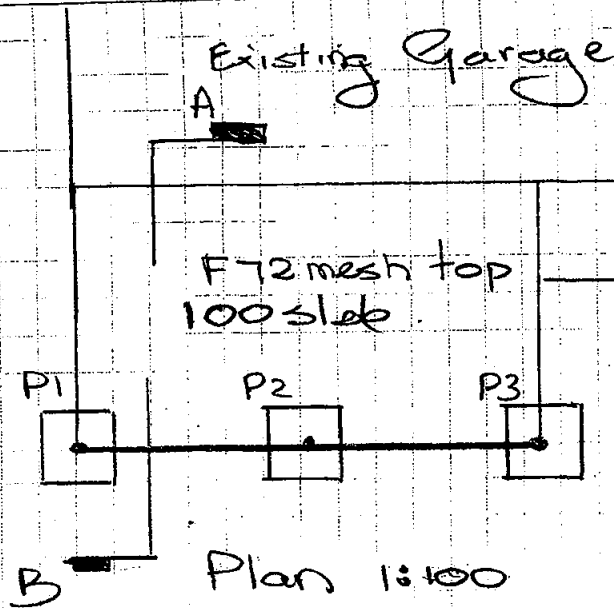 Existing Garage
A
F72 mesh top
100 slab.
P1
P2
P3
B
Plan 1:100